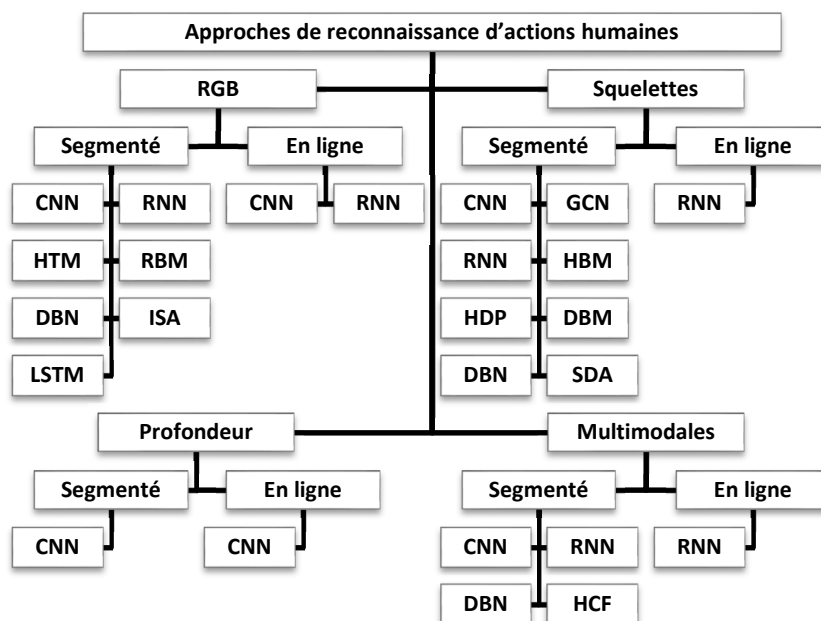 Approches de reconnaissance d'actions humaines
RGB
Squelettes
Segmenté
En ligne
Segmenté
En ligne
CNN
RNN
CNN
RNN
CNN
GCN
RNN
HTM
RBM
RNN
HBM
DBN
ISA
HDP
DBM
LSTM
DBN
SDA
Profondeur
Multimodales
Segmenté
En ligne
Segmenté
En ligne
CNN
CNN
CNN
RNN
RNN
DBN
HCF